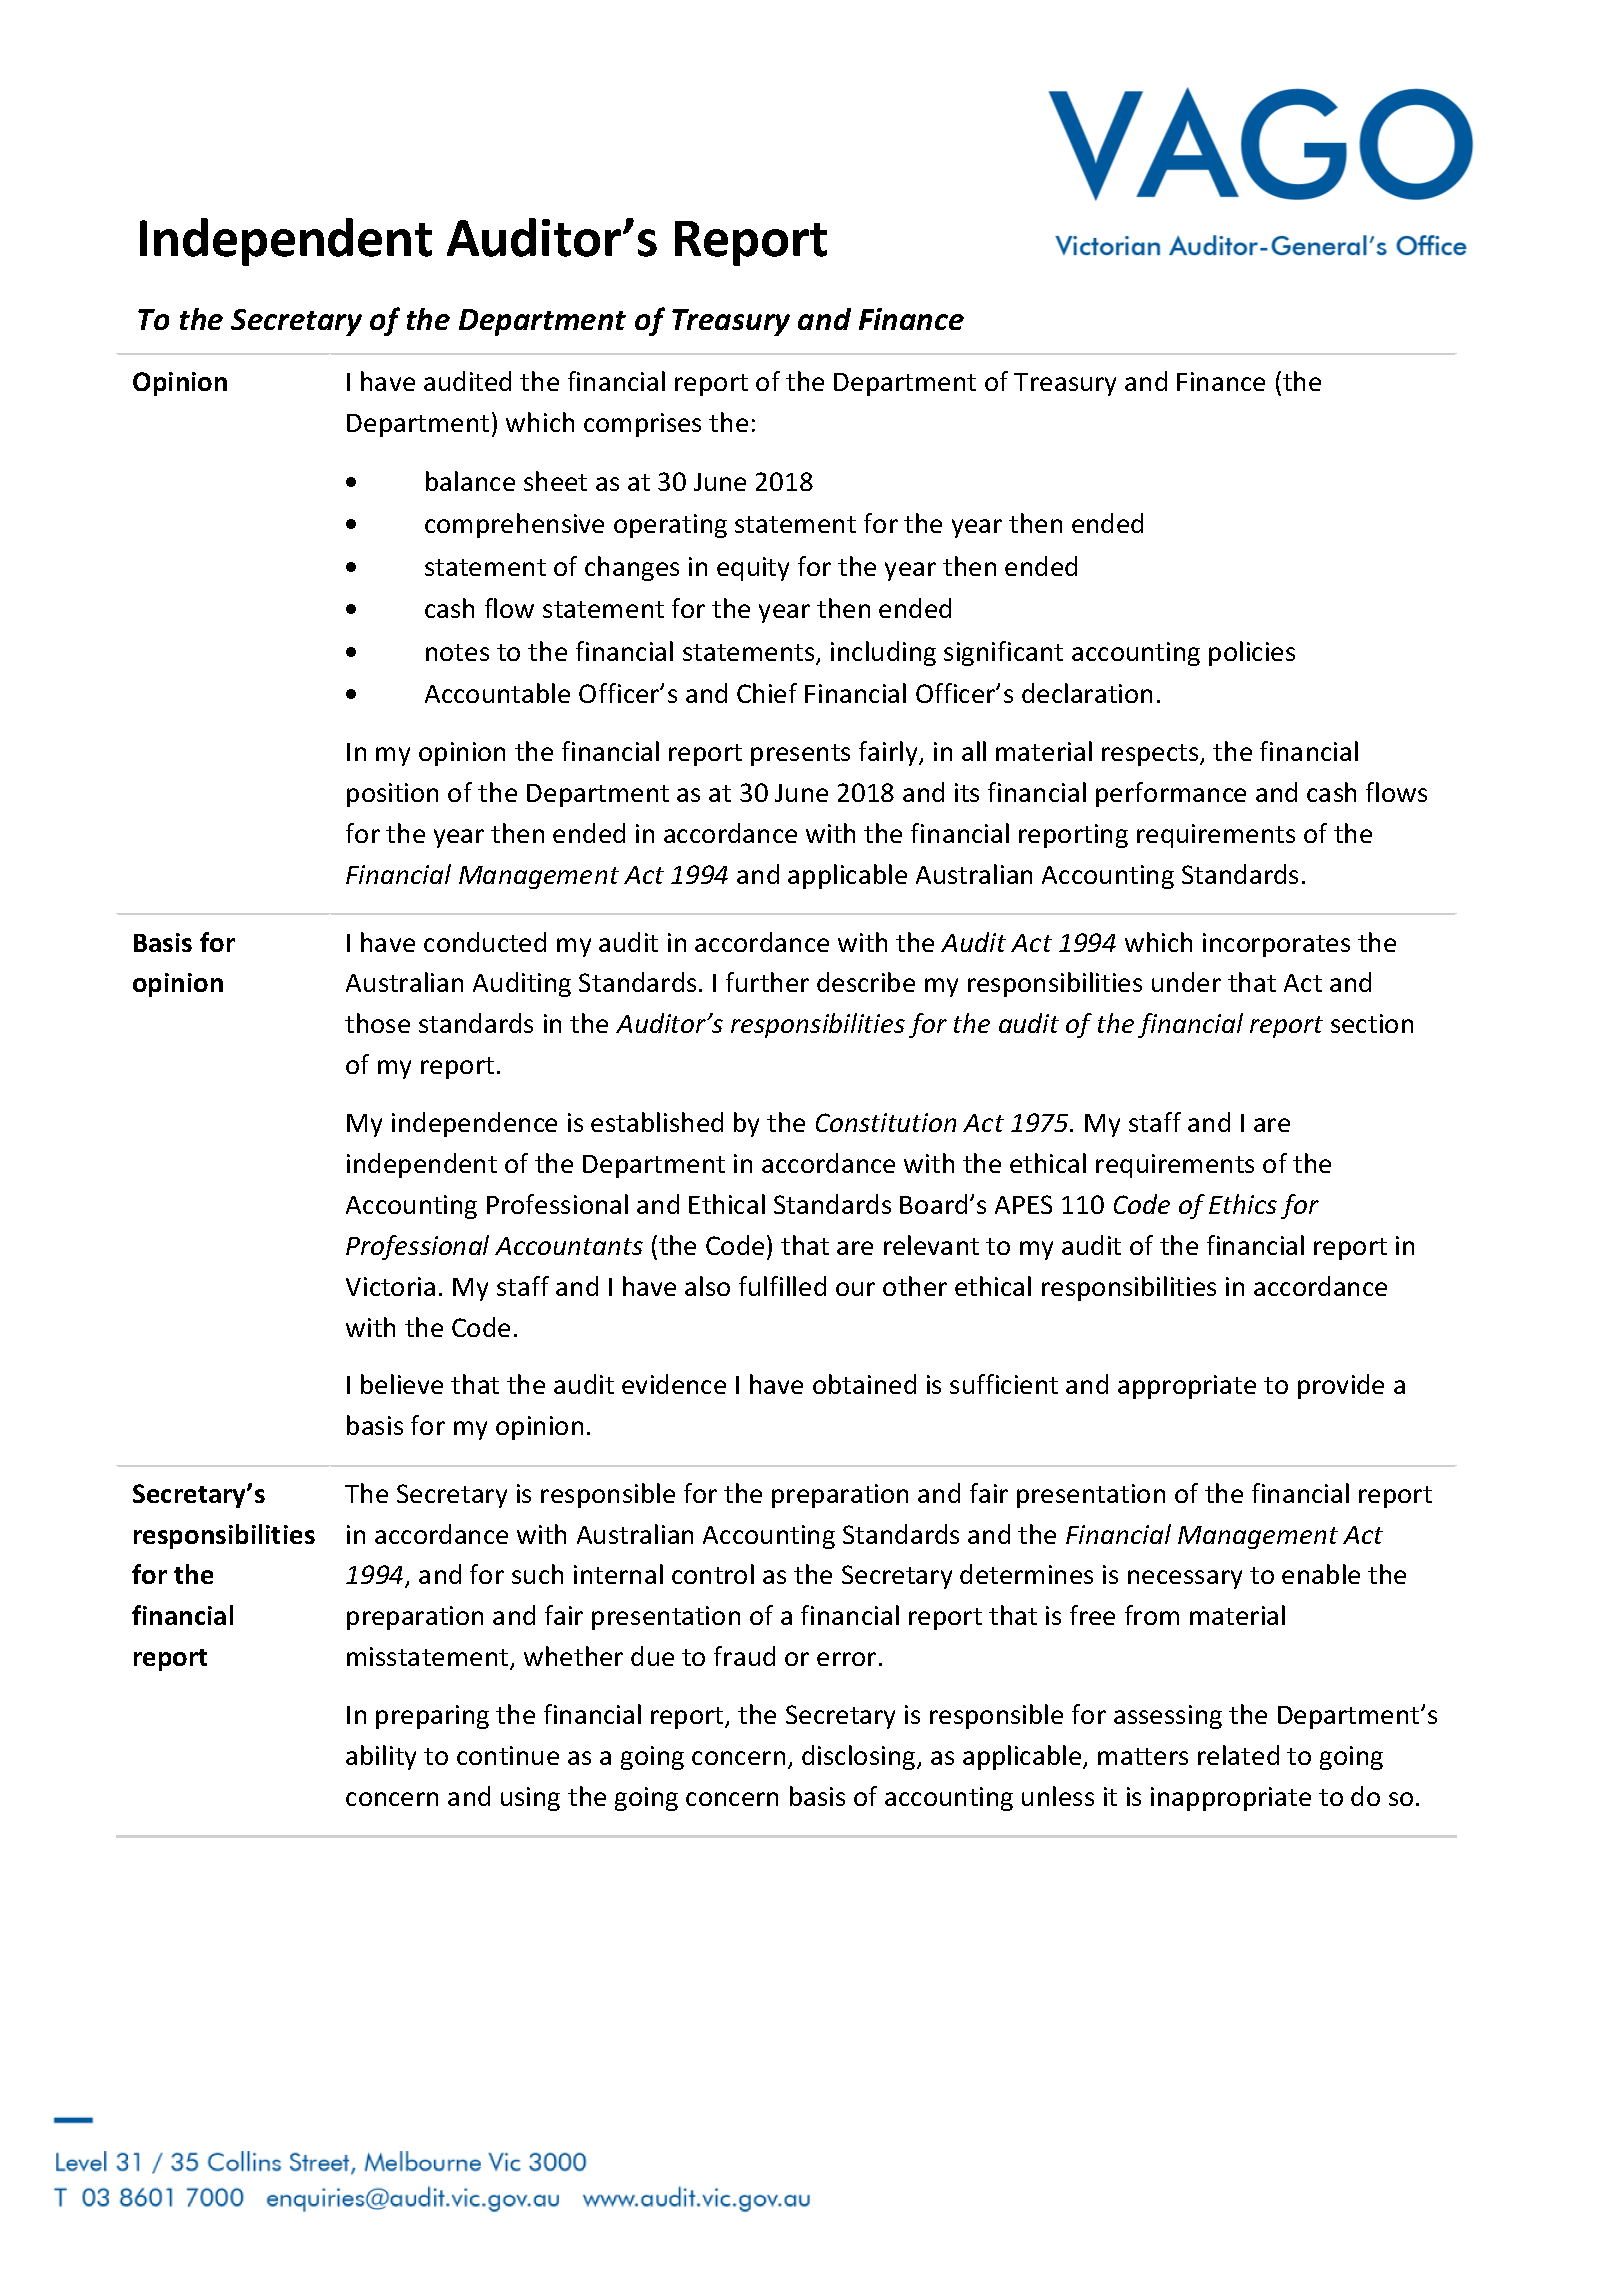 VAGO
Victorian Auditor-General's Office
Independent Auditor’s Report
To the Secretary of the Department of Treasury and Finance
Opinion
I have audited the financial report of the Department of Treasury and Finance (the
Department) which comprises the:
• balance sheet as at 30 June 2018
• comprehensive operating statement for the year then ended
• statement of changes in equity for the year then ended
• cash flow statement for the year then ended
• notes to the financial statements, including significant accounting policies
• Accountable Officer’s and Chief Financial Officer’s declaration.
In my opinion the financial report presents fairly, in all material respects, the financial
position of the Department as at 30 June 2018 and its financial performance and cash flows
for the year then ended in accordance with the financial reporting requirements of the
Financial Management Act 1994 and applicable Australian Accounting Standards.
Basis for
opinion
I have conducted my audit in accordance with the Audit Act 1994 which incorporates the
Australian Auditing Standards. I further describe my responsibilities under that Act and
those standards in the Auditor’s responsibilities for the audit of the financial report section
of my report.
My independence is established by the Constitution Act 1975. My staff and I are
independent of the Department in accordance with the ethical requirements of the
Accounting Professional and Ethical Standards Board’s APES 110 Code of Ethics for
Professional Accountants (the Code) that are relevant to my audit of the financial report in
Victoria. My staff and I have also fulfilled our other ethical responsibilities in accordance
with the Code.
I believe that the audit evidence I have obtained is sufficient and appropriate to provide a
basis for my opinion.
Secretary’s
responsibilities
for the
financial
report
The Secretary is responsible for the preparation and fair presentation of the financial report
in accordance with Australian Accounting Standards and the Financial Management Act
1994, and for such internal control as the Secretary determines is necessary to enable the
preparation and fair presentation of a financial report that is free from material
misstatement, whether due to fraud or error.
In preparing the financial report, the Secretary is responsible for assessing the Department’s
ability to continue as a going concern, disclosing, as applicable, matters related to going
concern and using the going concern basis of accounting unless it is inappropriate to do so.
Level 31 / 35 Collins Street, Melbourne Vic 3000
T 03 8601 7000 enquiries@audit.vic.gov.au www.audit.vic.gov.au